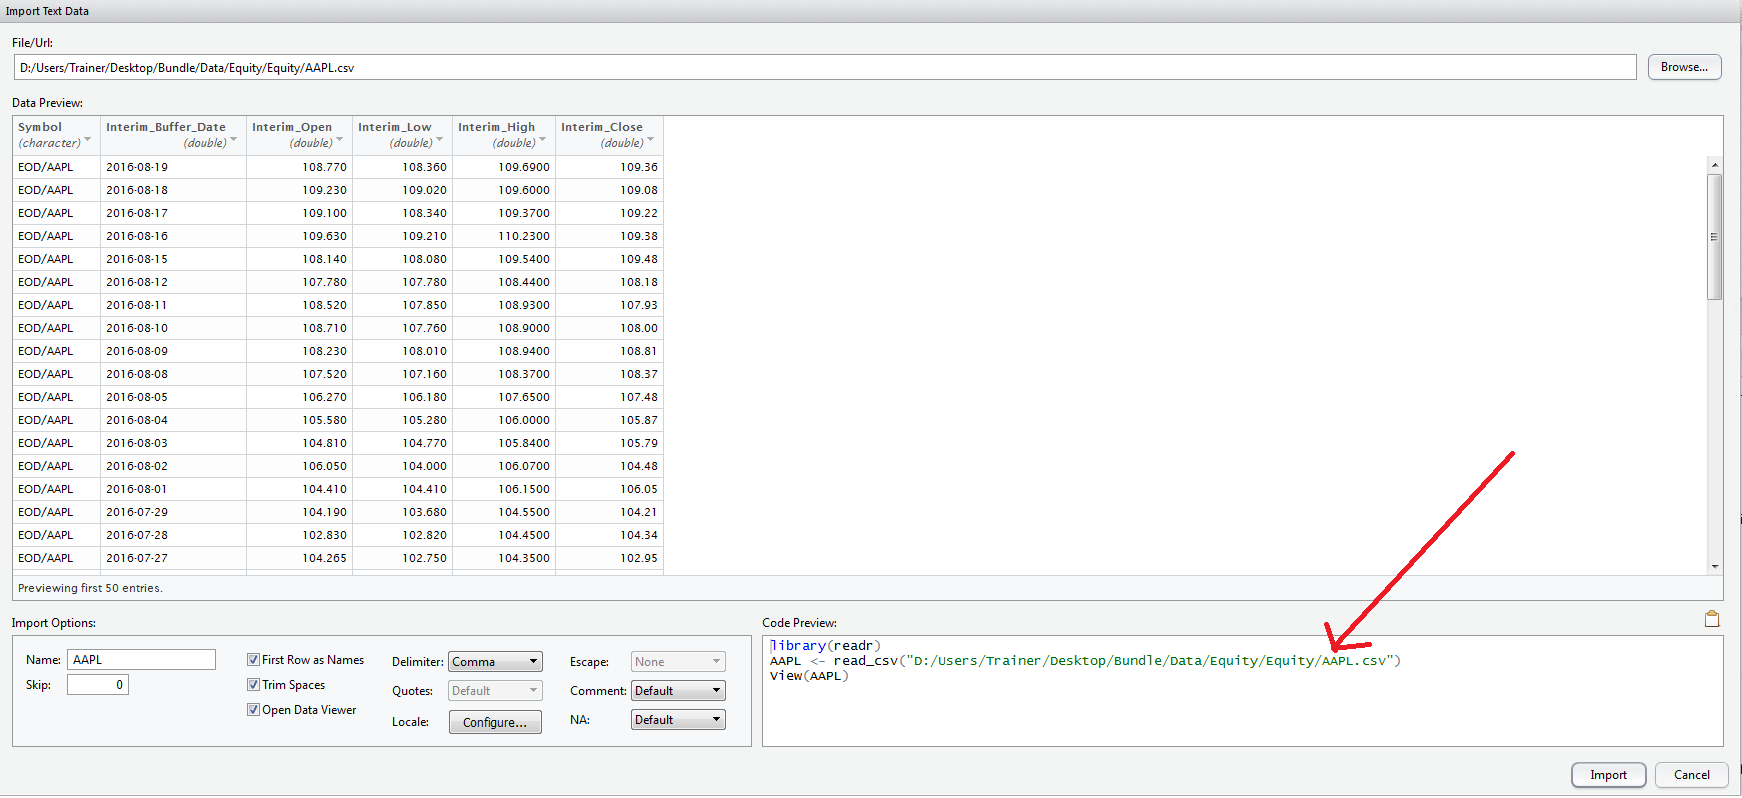 Import Text Data
File/Url:
D:/Users/Trainer/Desktop/Bundle/Data/Equity/Equity/AAPL.csv
Browse...
Data Preview:
Symbol Interim_Buffer_Date Interim_Open Interim_Low Interim_High Interim_Close
(character) (double) (double) (double) (double) (double)
EOD/AAPL 2016-08-19 108.770 108.360 109.6900 109.36
EOD/AAPL 2016-08-18 109.230 109.020 109.6000 109.08
EOD/AAPL 2016-08-17 109.100 108.340 109.3700 109.22
EOD/AAPL 2016-08-16 109.630 109.210 110.2300 109.38
EOD/AAPL 2016-08-15 108.140 108.080 109.5400 109.48
EOD/AAPL 2016-08-12 107.780 107.780 108.4400 108.18
EOD/AAPL 2016-08-11 108.520 107.850 108.9300 107.93
EOD/AAPL 2016-08-10 108.710 107.760 108.9000 108.00
EOD/AAPL 2016-08-09 108.230 108.010 108.9400 108.81
EOD/AAPL 2016-08-08 107.520 107.160 108.3700 108.37
EOD/AAPL 2016-08-05 106.270 106.180 107.6500 107.48
EOD/AAPL 2016-08-04 105.580 105.280 106.0000 105.87
EOD/AAPL 2016-08-03 104.810 104.770 105.8400 105.79
EOD/AAPL 2016-08-02 106.050 104.000 106.0700 104.48
EOD/AAPL 2016-08-01 104.410 104.410 106.1500 106.05
EOD/AAPL 2016-07-29 104.190 103.680 104.5500 104.21
EOD/AAPL 2016-07-28 102.830 102.820 104.4500 104.34
EOD/AAPL 2016-07-27 104.265 102.750 104.3500 102.95
Previewing first 50 entries.
Import Options:
Name: AAPL
Skip: 0
First Row as Names
Trim Spaces
Open Data Viewer
Delimiter: Comma
Quotes: Default
Locale: Configure...
Escape: None
Comment: Default
NA: Default
Code Preview:
library(readr)
AAPL <- read_csv("D:/Users/Trainer/Desktop/Bundle/Data/Equity/Equity/AAPL.csv")
View(AAPL)
Import
Cancel